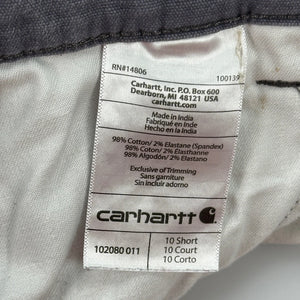 RN#14806
100139
Carhartt, Inc. P.O. Box 600
Dearborn, MI 48121 USA
carhartt.com
Made in India
Fabriqué en Inde
Hecho en la India
98% Cotton/ 2% Elastane (Spandex)
98% Coton/ 2% Elasthanne
98% Algodón/ 2% Elastano
Exclusive of Trimming
Sans garniture
Sin incluir adorno
carhartt
102080 011
10 Short
10 Court
10 Corto